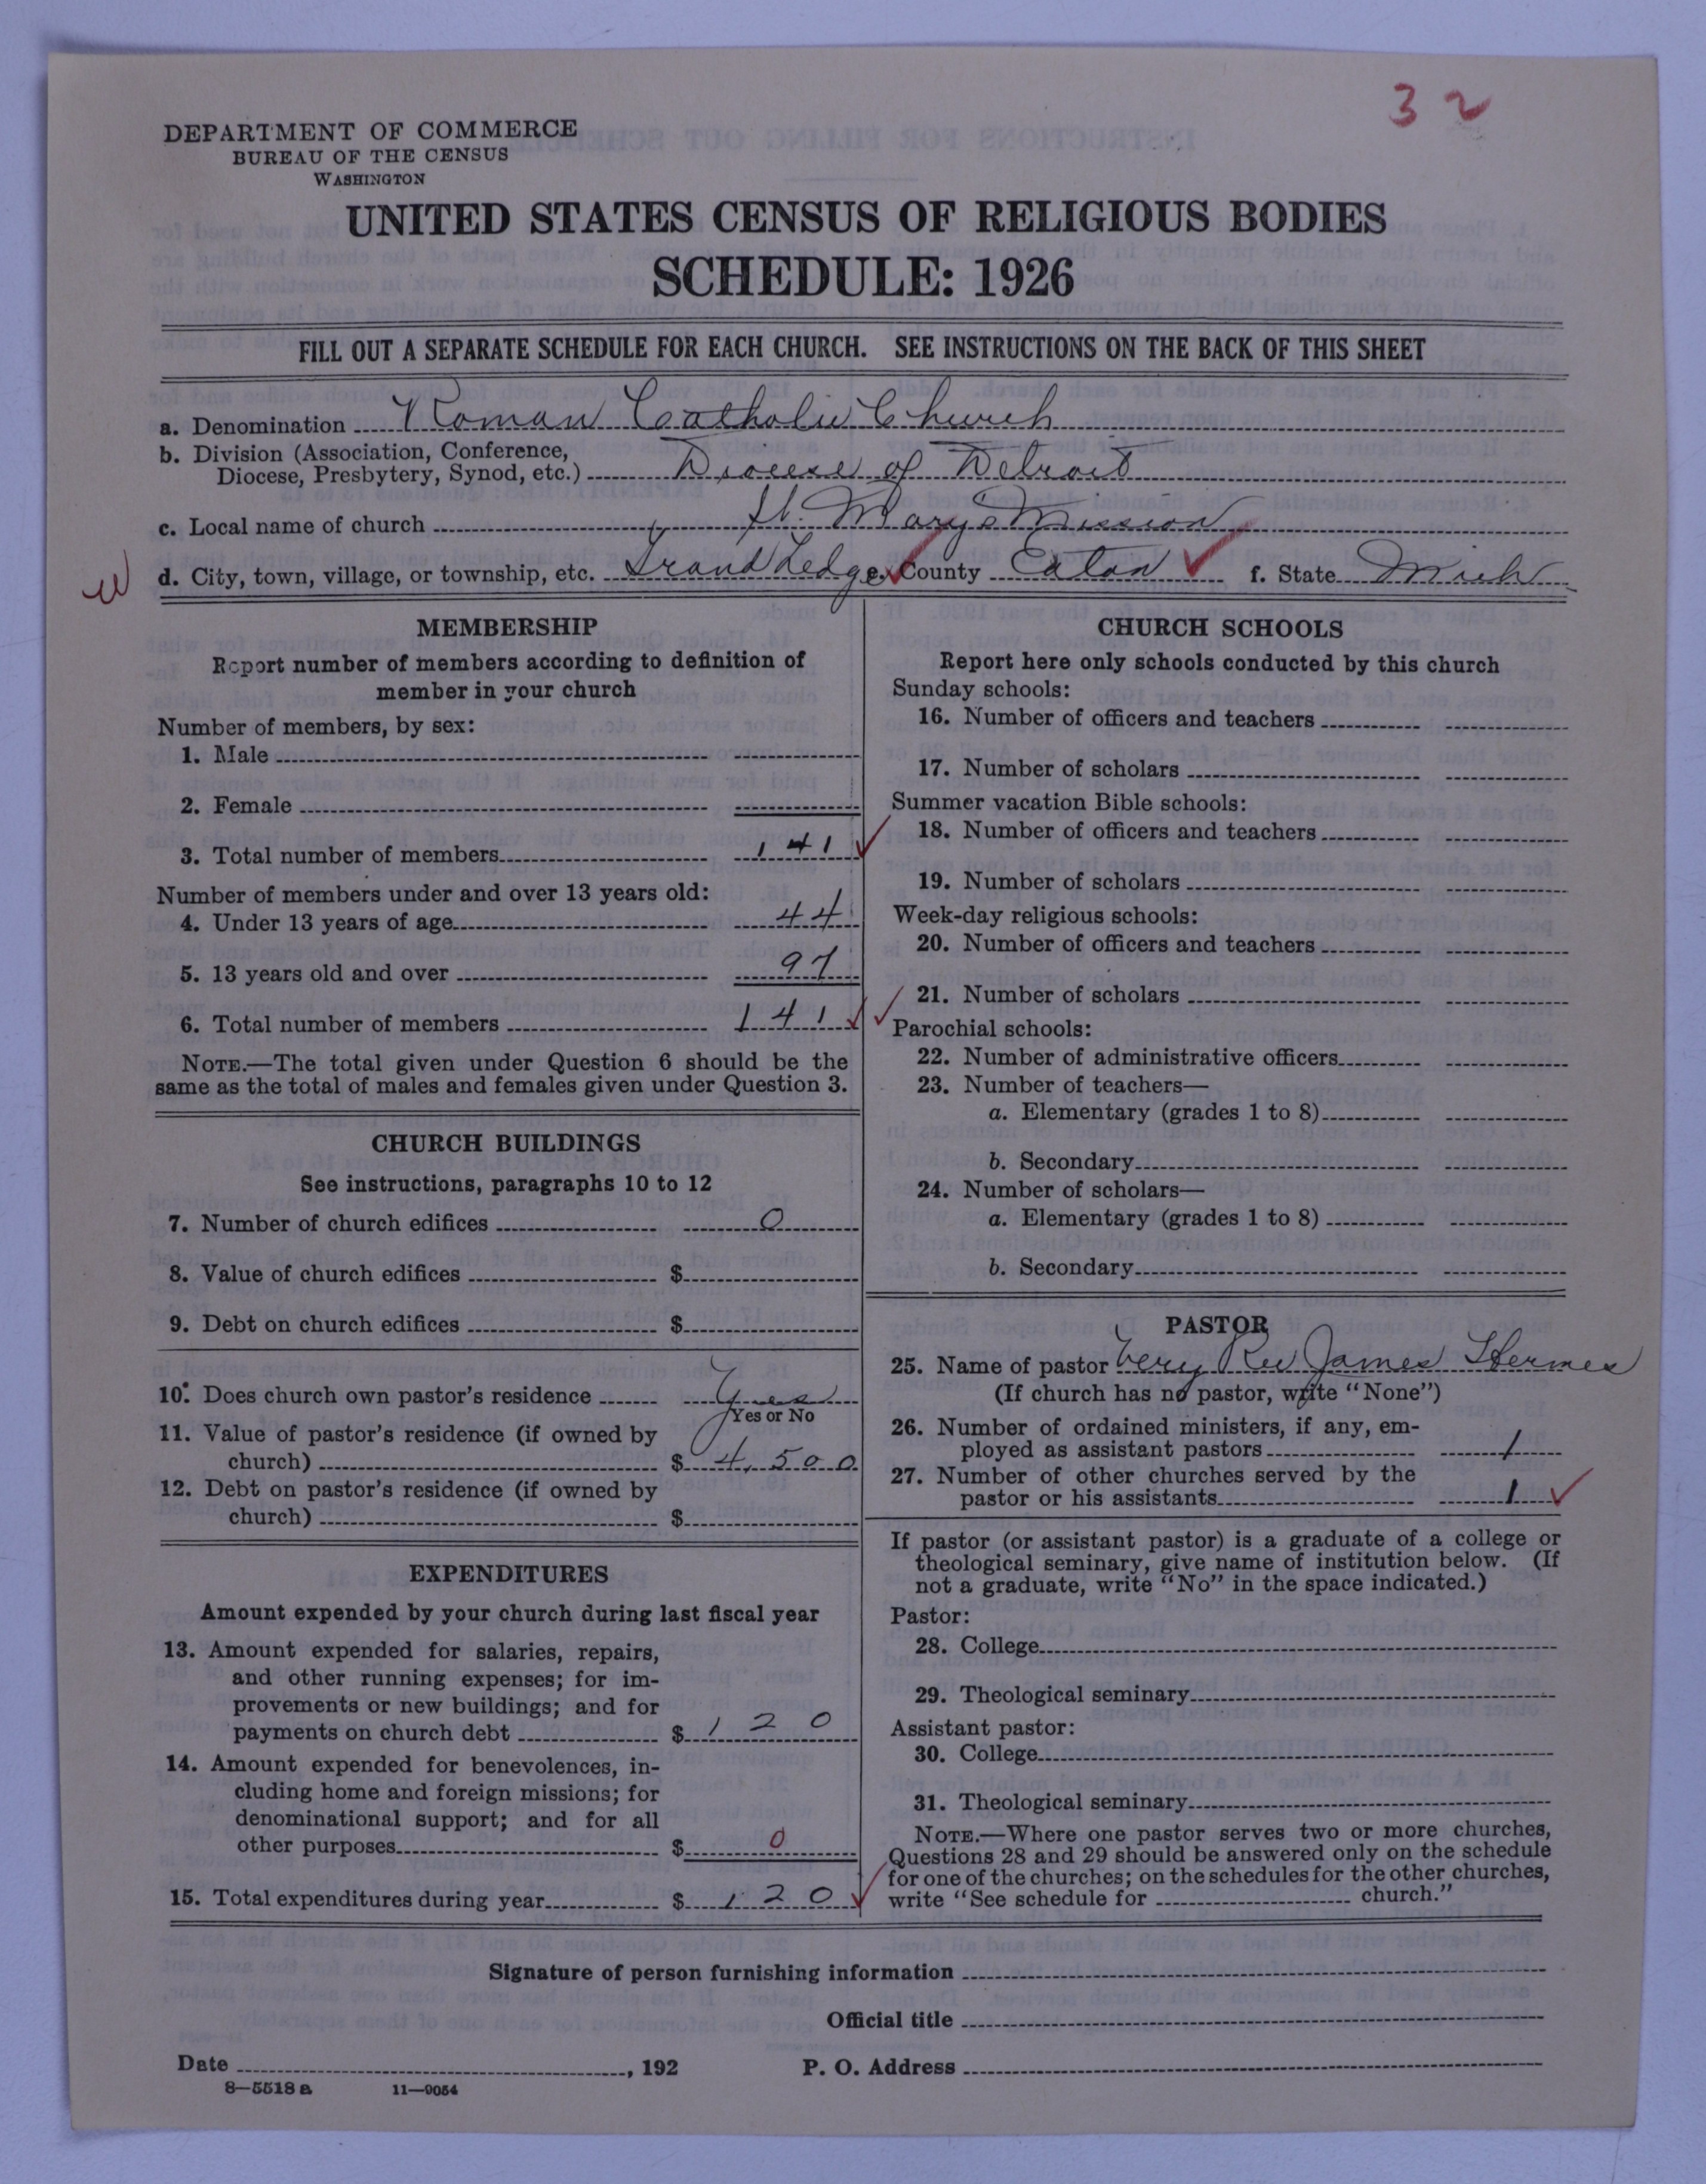 32
DEPARTMENT OF COMMERCE
BUREAU OF THE CENSUS
WASHINGTON
UNITED STATES CENSUS OF RELIGIOUS BODIES
SCHEDULE: 1926
FILL OUT A SEPARATE SCHEDULE FOR EACH CHURCH. SEE INSTRUCTIONS ON THE BACK OF THIS SHEET
a. Denomination Roman Catholic Church
b. Division (Association, Conference,
Diocese, Presbytery, Synod, etc.) Diocese of Detroit
c. Local name of church St. Mary's Mission
w d. City, town, village, or township, etc. Grand Ledge e. County Eaton f. State Mich
MEMBERSHIP
Report number of members according to definition of
member in your church
Number of members, by sex:
1. Male
2. Female
3. Total number of members 141
Number of members under and over 13 years old:
4. Under 13 years of age 44
5. 13 years old and over 97
6. Total number of members 141
NOTE.—The total given under Question 6 should be the
same as the total of males and females given under Question 3.
CHURCH BUILDINGS
See instructions, paragraphs 10 to 12
7. Number of church edifices 0
8. Value of church edifices $
9. Debt on church edifices $
10. Does church own pastor's residence Yes
Yes or No
11. Value of pastor's residence (if owned by
church) $ 4,500
12. Debt on pastor's residence (if owned by
church) $
EXPENDITURES
Amount expended by your church during last fiscal year
13. Amount expended for salaries, repairs,
and other running expenses; for im-
provements or new buildings; and for
payments on church debt $ 120
14. Amount expended for benevolences, in-
cluding home and foreign missions; for
denominational support; and for all
other purposes $ 0
15. Total expenditures during year $ 120
CHURCH SCHOOLS
Report here only schools conducted by this church
Sunday schools:
16. Number of officers and teachers
17. Number of scholars
Summer vacation Bible schools:
18. Number of officers and teachers
19. Number of scholars
Week-day religious schools:
20. Number of officers and teachers
21. Number of scholars
Parochial schools:
22. Number of administrative officers
23. Number of teachers—
a. Elementary (grades 1 to 8)
b. Secondary
24. Number of scholars—
a. Elementary (grades 1 to 8)
b. Secondary
PASTOR
25. Name of pastor Very Rev James Hermes
(If church has no pastor, write "None")
26. Number of ordained ministers, if any, em-
ployed as assistant pastors 1
27. Number of other churches served by the
pastor or his assistants 1
If pastor (or assistant pastor) is a graduate of a college or
theological seminary, give name of institution below. (If
not a graduate, write "No" in the space indicated.)
Pastor:
28. College
29. Theological seminary
Assistant pastor:
30. College
31. Theological seminary
NOTE.—Where one pastor serves two or more churches,
Questions 28 and 29 should be answered only on the schedule
for one of the churches; on the schedules for the other churches,
write "See schedule for church."
Signature of person furnishing information
Official title
Date , 192 P. O. Address
8—5518 a 11—9054